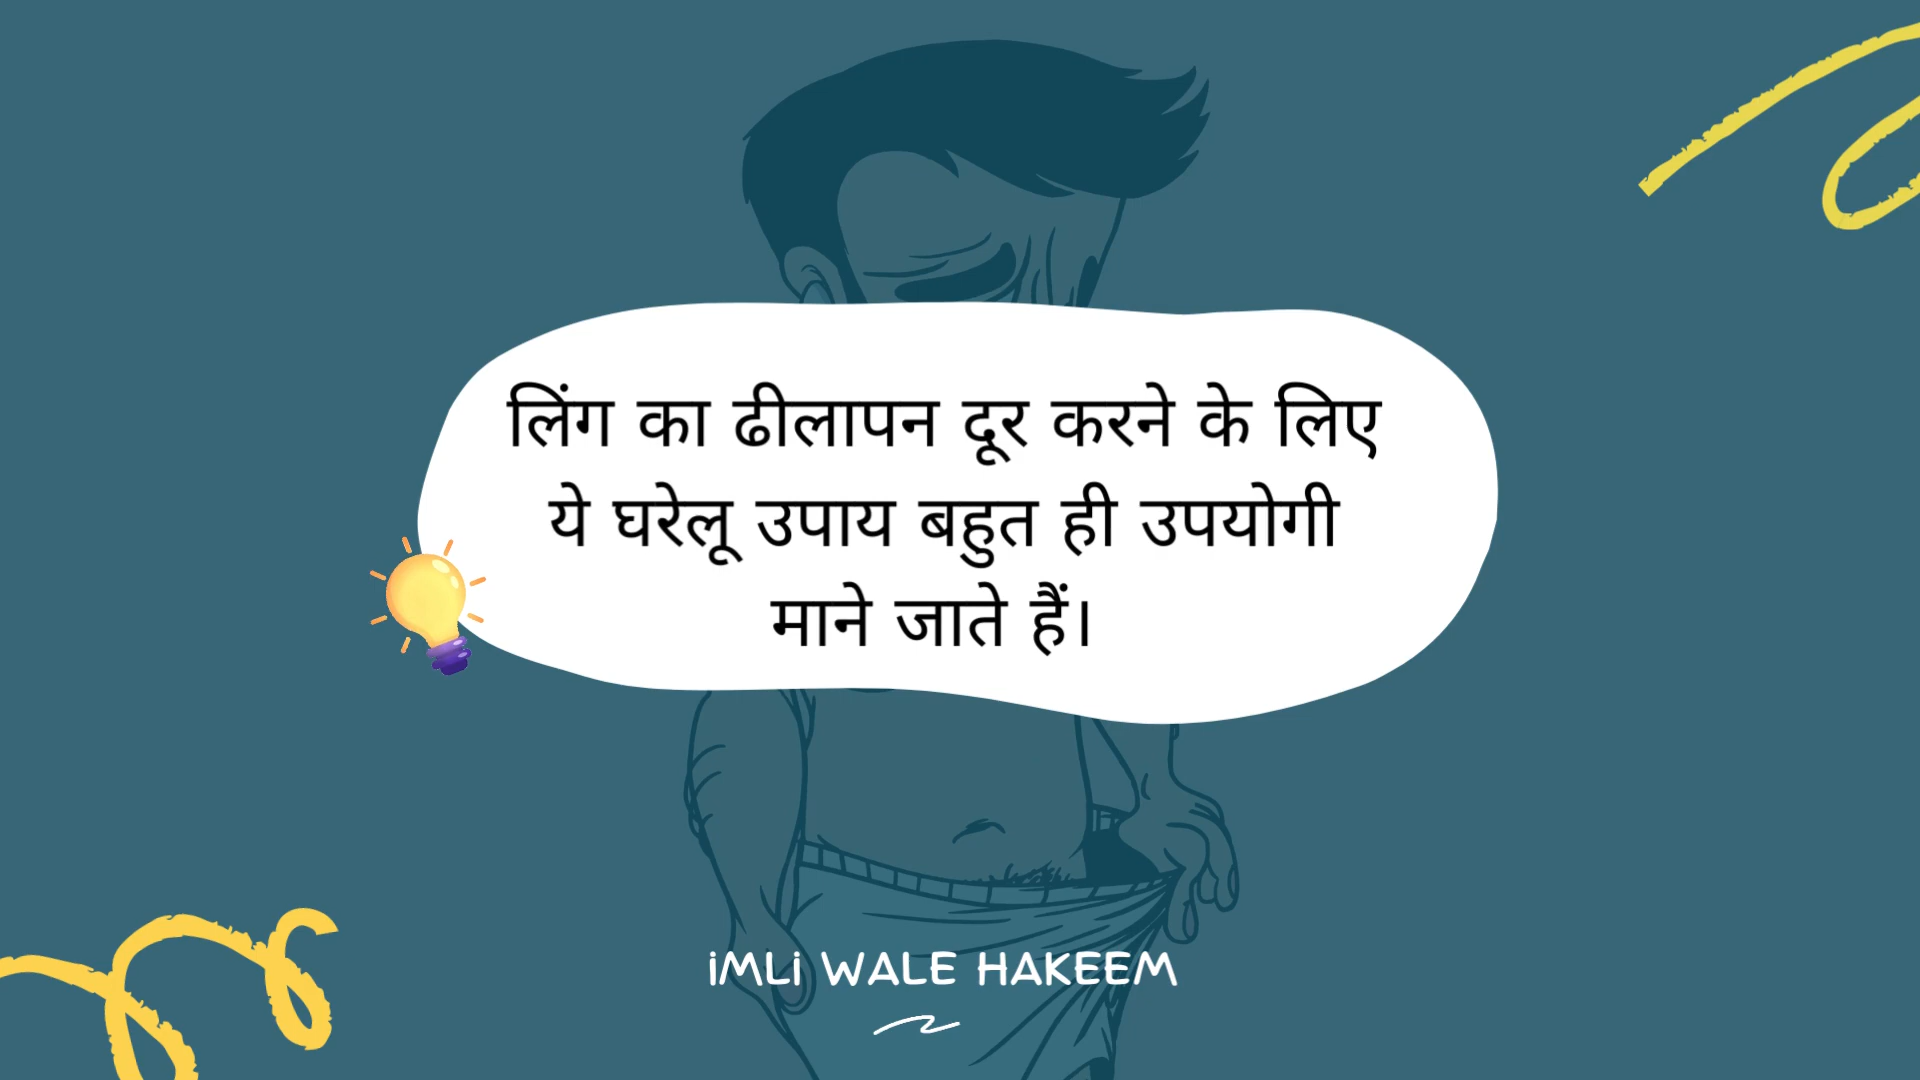 लिंग का ढीलापन दूर करने के लिए
ये घरेलू उपाय बहुत ही उपयोगी
माने जाते हैं।
iMLi WALE HAKEEM